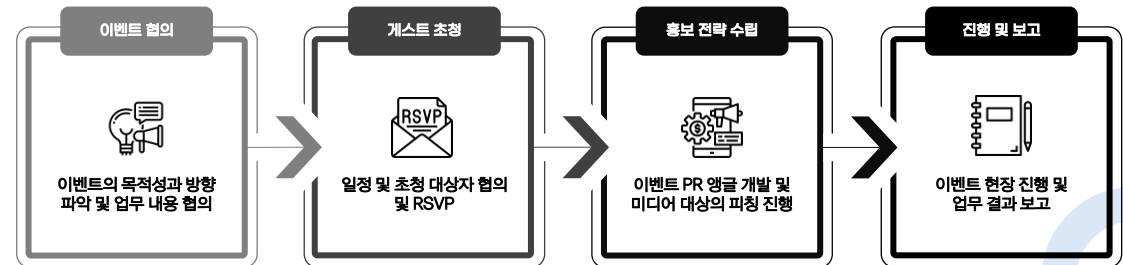 이벤트 협의
게스트 초청
홍보 전략 수립
진행 및 보고
RSVP
이벤트의 목적성과 방향
파악 및 업무 내용 협의
일정 및 초청 대상자 협의
및 RSVP
이벤트 PR 앵글 개발 및
미디어 대상의 피칭 진행
이벤트 현장 진행 및
업무 결과 보고